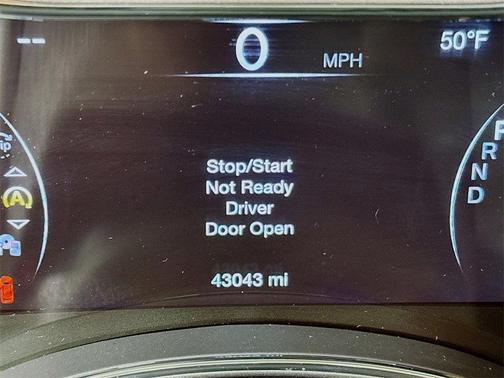 --
0 MPH
50°F
Stop/Start
Not Ready
Driver
Door Open
43043 mi
A
P
R
N
D